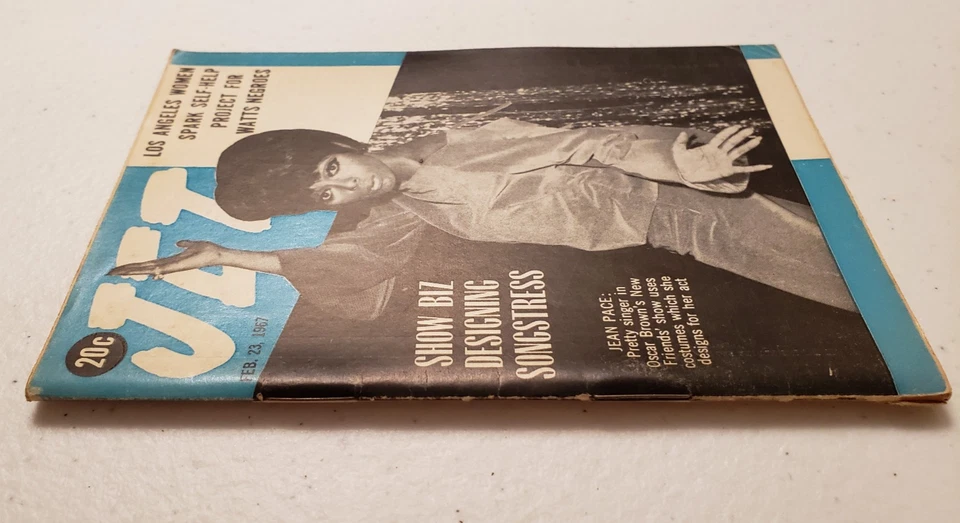 LOS ANGELES WOMEN
SPARK SELF-HELP
PROJECT FOR
WATTS NEGROES
JET
20c
FEB. 23, 1967
SHOW BIZ
DESIGNING
SONGSTRESS
JEAN PACE:
Pretty singer in
Oscar Brown's New
Friends' show uses
costumes which she
designs for her act